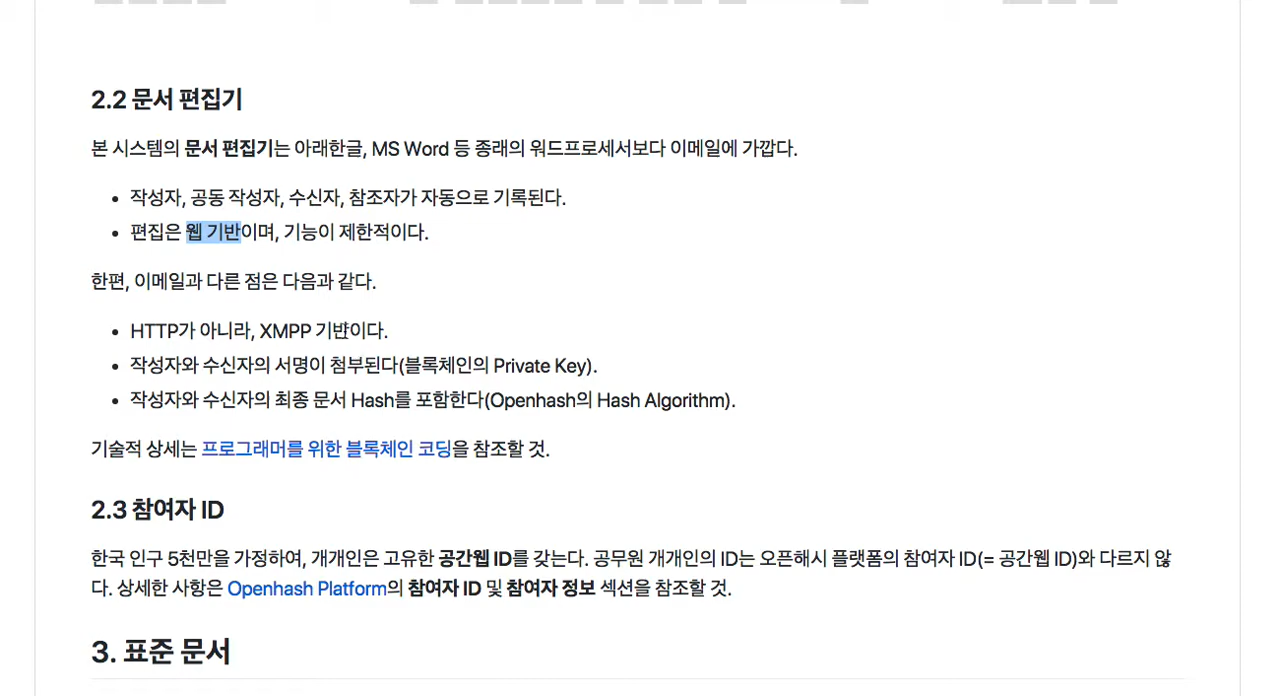 2.2 문서 편집기
본 시스템의 문서 편집기는 아래한글, MS Word 등 종래의 워드프로세서보다 이메일에 가깝다.
• 작성자, 공동 작성자, 수신자, 참조자가 자동으로 기록된다.
• 편집은 웹 기반이며, 기능이 제한적이다.
한편, 이메일과 다른 점은 다음과 같다.
• HTTP가 아니라, XMPP 기반이다.
• 작성자와 수신자의 서명이 첨부된다(블록체인의 Private Key).
• 작성자와 수신자의 최종 문서 Hash를 포함한다(Openhash의 Hash Algorithm).
기술적 상세는 프로그래머를 위한 블록체인 코딩을 참조할 것.
2.3 참여자 ID
한국 인구 5천만을 가정하여, 개개인은 고유한 공간웹 ID를 갖는다. 공무원 개개인의 ID는 오픈해시 플랫폼의 참여자 ID(= 공간웹 ID)와 다르지 않
다. 상세한 사항은 Openhash Platform의 참여자 ID 및 참여자 정보 섹션을 참조할 것.
3. 표준 문서